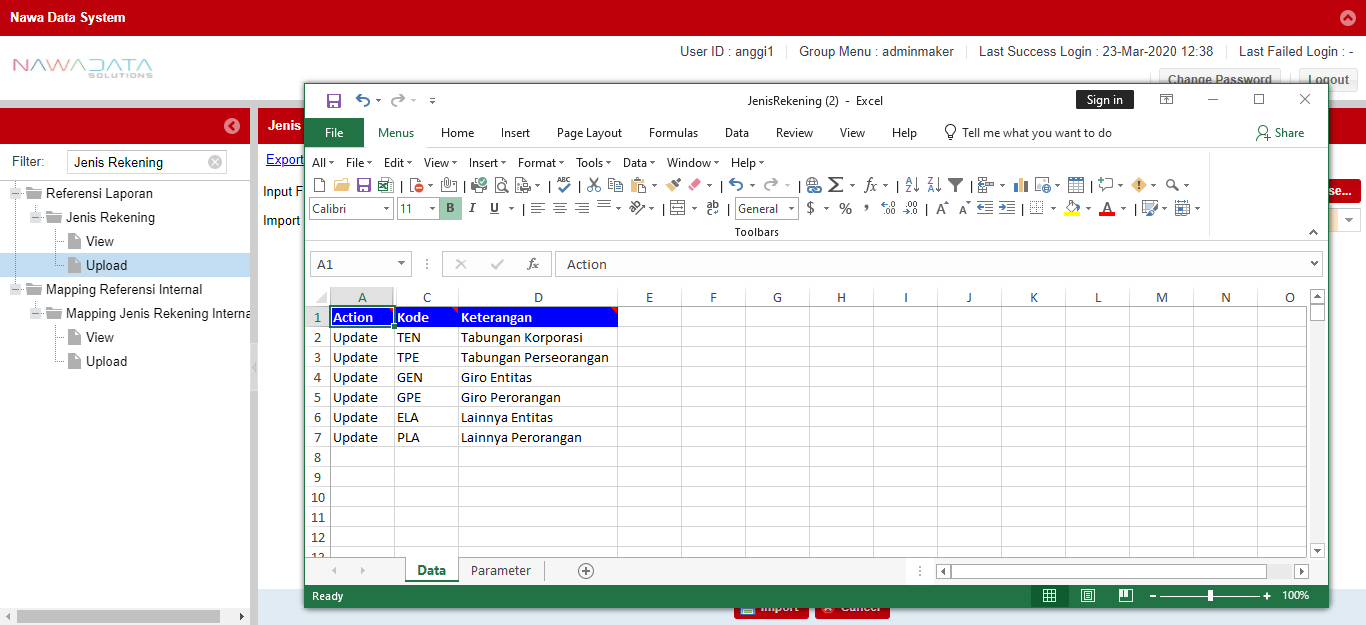 Nawa Data System
NAWADATA
SOLUTIONS
User ID : anggi1 Group Menu : adminmaker Last Success Login : 23-Mar-2020 12:38 Last Failed Login : -
Change Password Logout
Filter: Jenis Rekening
Referensi Laporan
Jenis Rekening
View
Upload
Mapping Referensi Internal
Mapping Jenis Rekening Interna
View
Upload
Jenis
Export
Input F
Import
se...
JenisRekening (2) - Excel
Sign in
File Menus Home Insert Page Layout Formulas Data Review View Help Tell me what you want to do Share
All File Edit View Insert Format Tools Data Window Help
Calibri 11 B I U General $ %
Toolbars
A1 fx Action
A C D E F G H I J K L M N O
1 Action Kode Keterangan
2 Update TEN Tabungan Korporasi
3 Update TPE Tabungan Perseorangan
4 Update GEN Giro Entitas
5 Update GPE Giro Perorangan
6 Update ELA Lainnya Entitas
7 Update PLA Lainnya Perorangan
8
9
10
11
12
13
Data Parameter
Ready 100%
Import Cancel